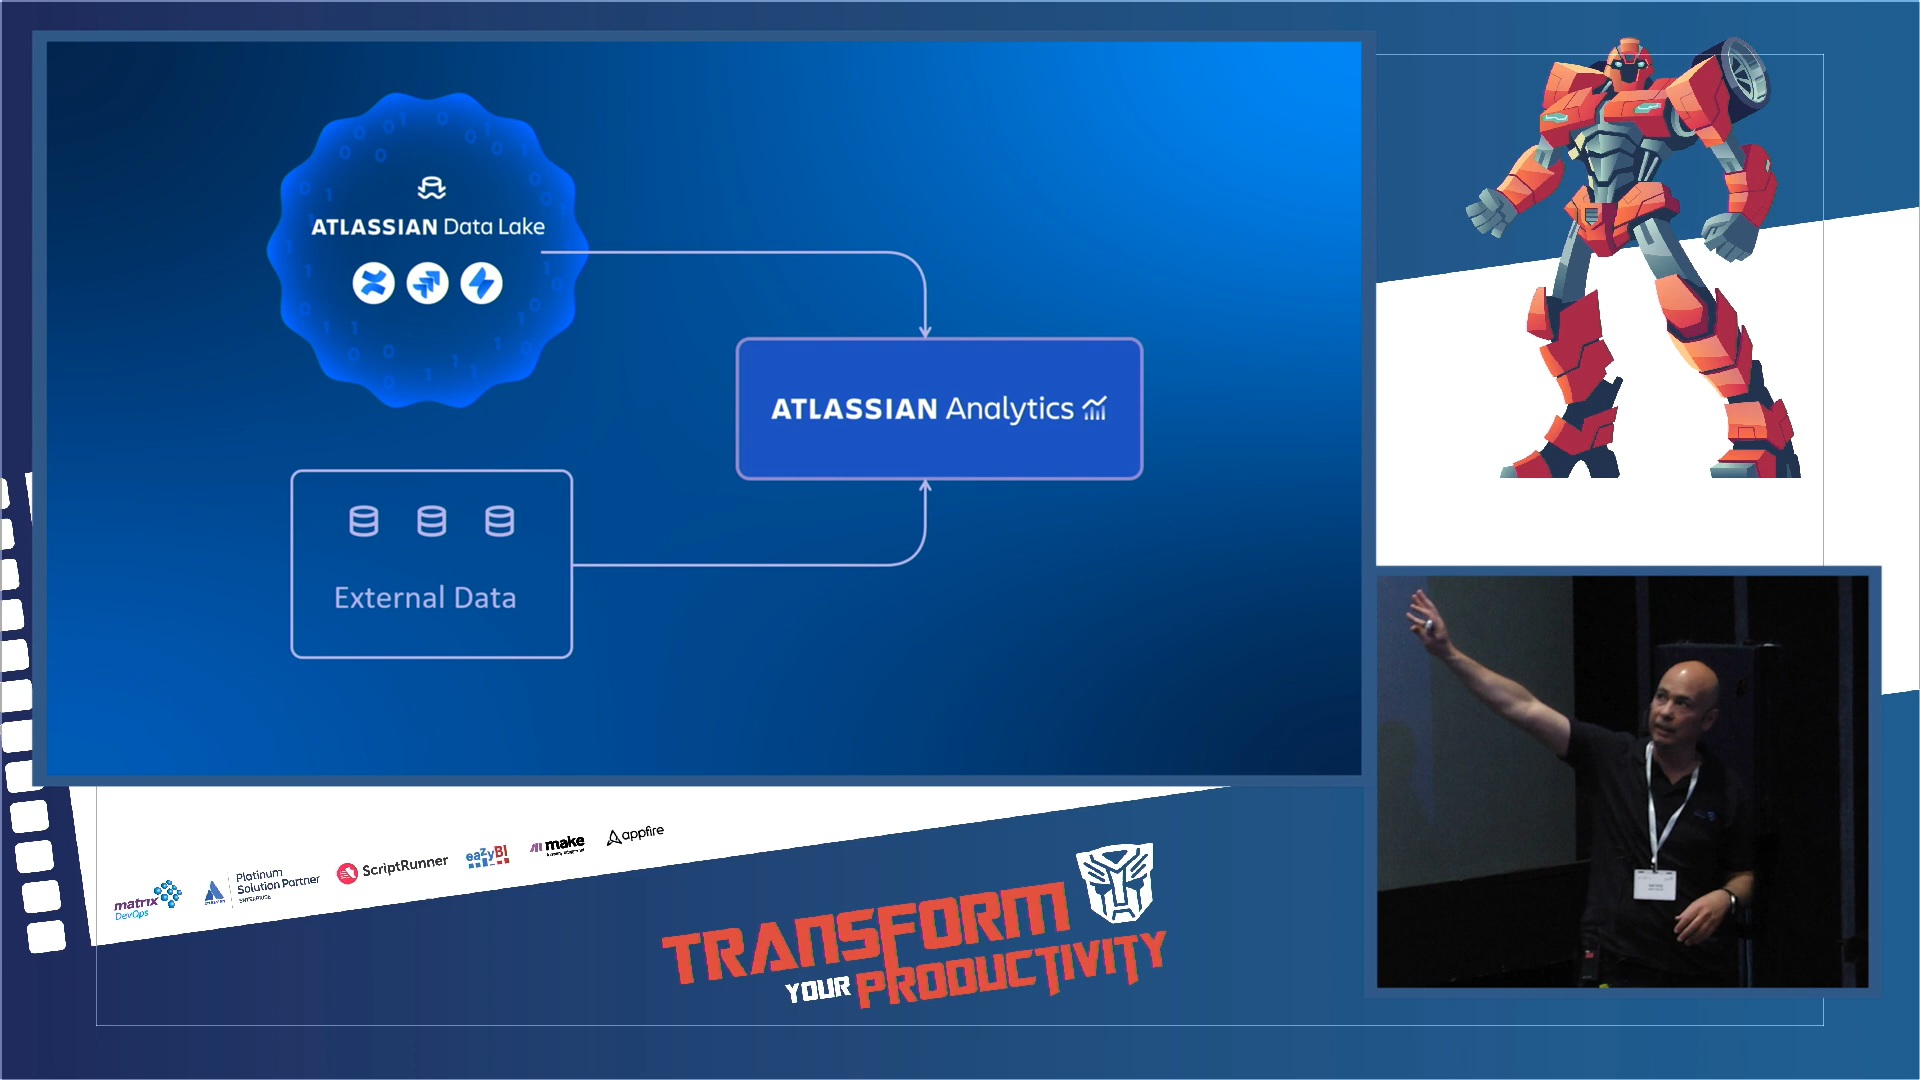 ATLASSIAN Data Lake
ATLASSIAN Analytics
External Data
matrix
DevOps
Platinum
Solution Partner
ENTERPRISE
ScriptRunner
eazyBI
make
appfire
TRANSFORM
YOUR PRODUCTIVITY